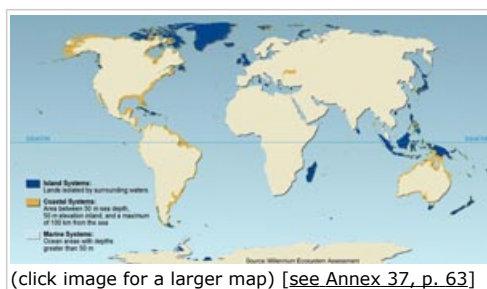 EQUATOR EQUATOR
Island Systems:
Lands isolated by surrounding waters
Coastal Systems:
Area between 50 m sea depth,
50 m elevation inland, and a maximum
of 100 km from the sea
Marine Systems:
Ocean areas with depths
greater than 50 m
Source: Millennium Ecosystem Assessment
(click image for a larger map) [see Annex 37, p. 63]